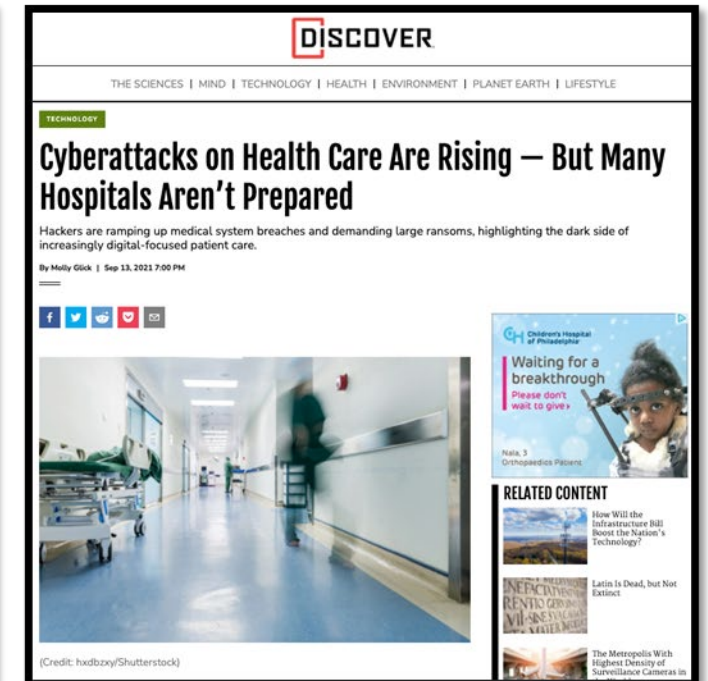 DISCOVER
THE SCIENCES | MIND | TECHNOLOGY | HEALTH | ENVIRONMENT | PLANET EARTH | LIFESTYLE
TECHNOLOGY
Cyberattacks on Health Care Are Rising — But Many
Hospitals Aren't Prepared
Hackers are ramping up medical system breaches and demanding large ransoms, highlighting the dark side of
increasingly digital-focused patient care.
By Molly Glick | Sep 13, 2021 7:00 PM
(Credit: hxdbzxy/Shutterstock)
CH Children's Hospital
of Philadelphia
Waiting for a
breakthrough
Please don't
wait to give
Nala, 3
Orthopaedics Patient
RELATED CONTENT
How Will the
Infrastructure Bill
Boost the Nation's
Technology?
Latin Is Dead, but Not
Extinct
The Metropolis With
Highest Density of
Surveillance Cameras in